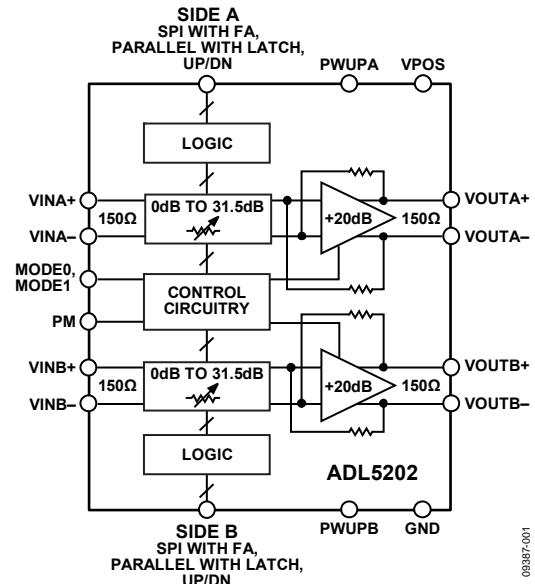 SIDE A
SPI WITH FA,
PARALLEL WITH LATCH,
UP/DN
PWUPA
VPOS
LOGIC
VINA+
150Ω
VINA–
0dB TO 31.5dB
+20dB
150Ω
VOUTA+
VOUTA–
MODE0,
MODE1
PM
CONTROL
CIRCUITRY
VINB+
150Ω
VINB–
0dB TO 31.5dB
+20dB
150Ω
VOUTB+
VOUTB–
LOGIC
ADL5202
SIDE B
SPI WITH FA,
PARALLEL WITH LATCH,
UP/DN
PWUPB
GND
09387-001